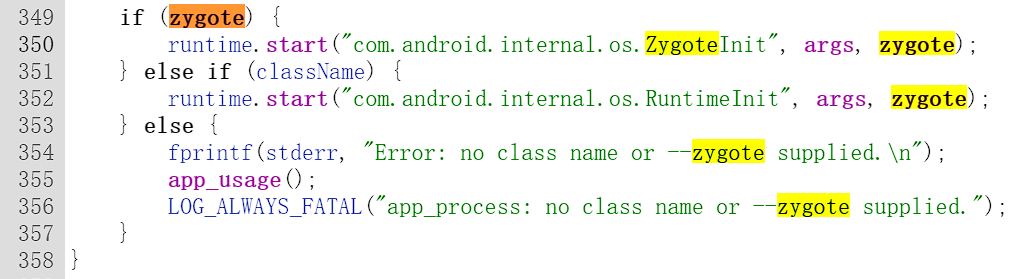 349     if (zygote) {
350         runtime.start("com.android.internal.os.ZygoteInit", args, zygote);
351     } else if (className) {
352         runtime.start("com.android.internal.os.RuntimeInit", args, zygote);
353     } else {
354         fprintf(stderr, "Error: no class name or --zygote supplied.\n");
355         app_usage();
356         LOG_ALWAYS_FATAL("app_process: no class name or --zygote supplied.");
357     }
358 }